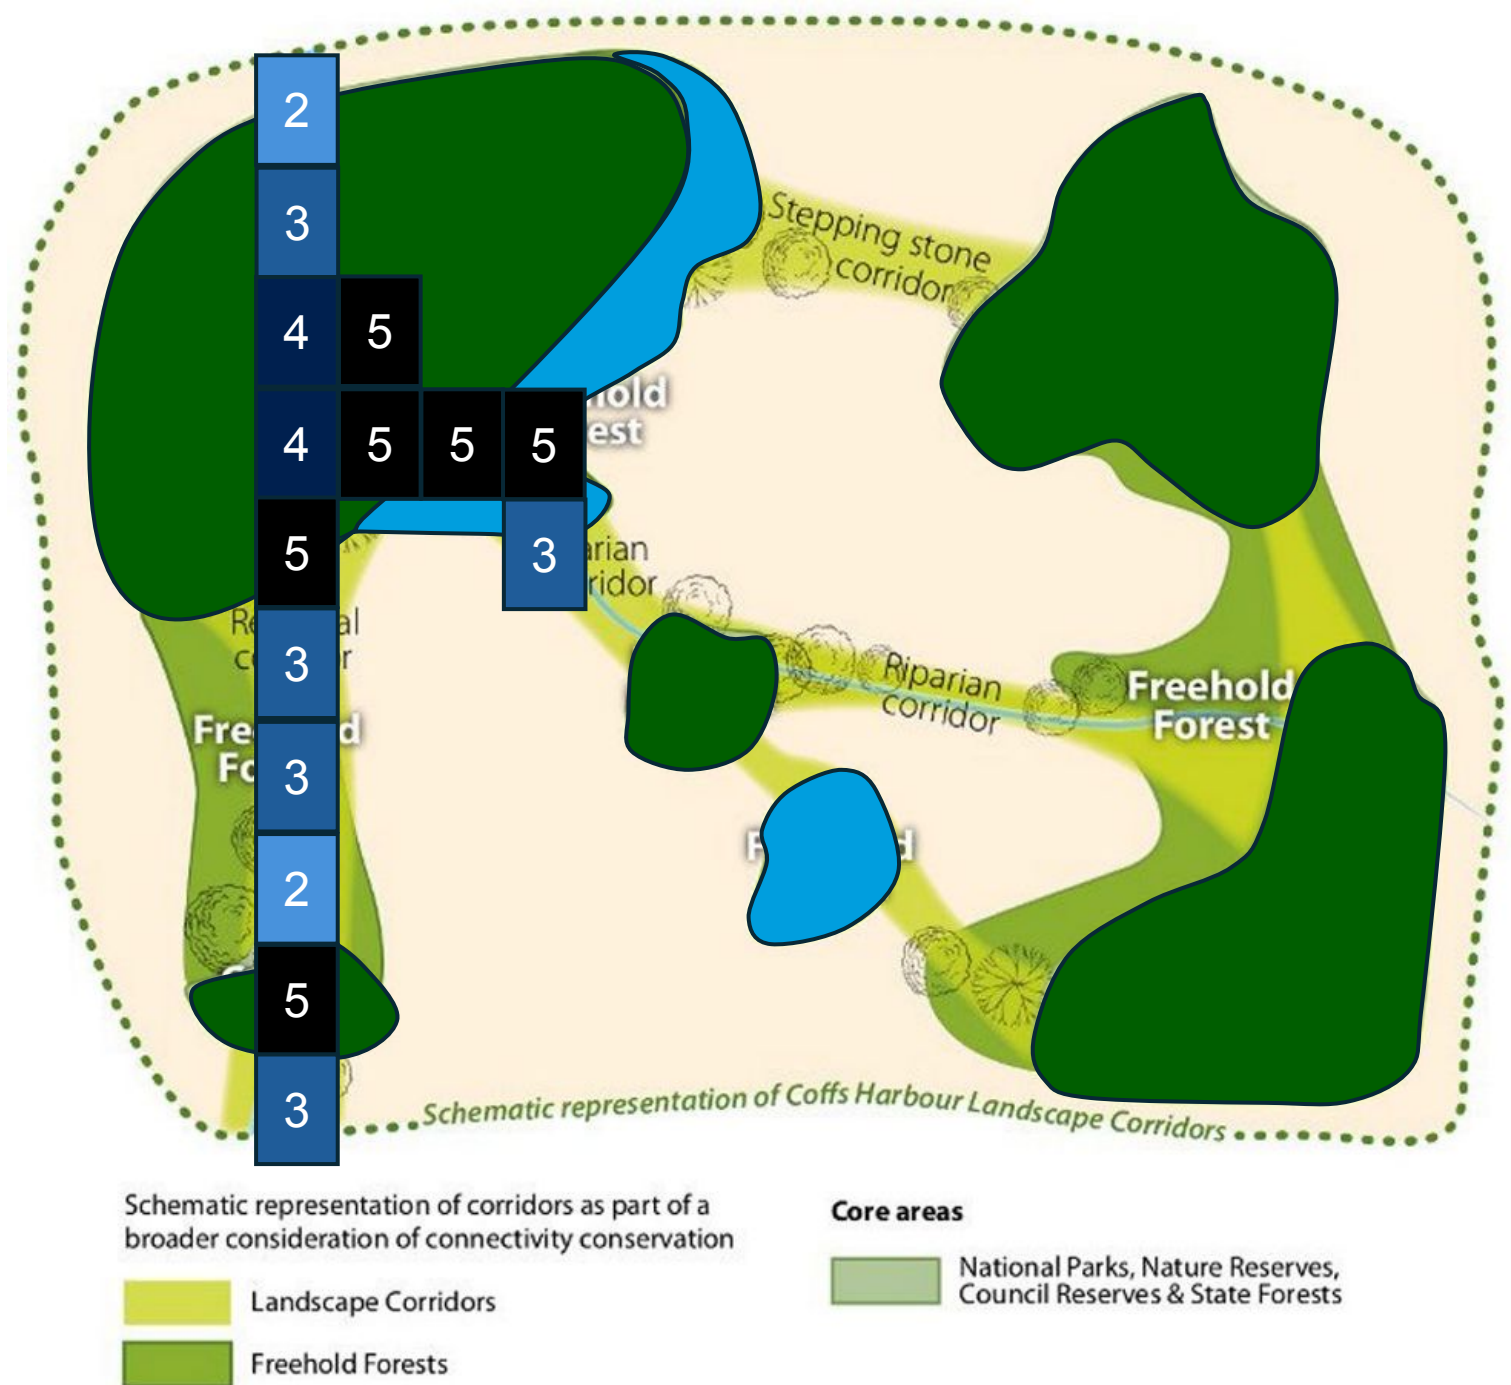 2
3
Stepping stone
corridor
4 5
4 5 5 5
5
3
3
Riparian
corridor
Freehold
Forest
3
2
5
3
Schematic representation of Coffs Harbour Landscape Corridors
Schematic representation of corridors as part of a
broader consideration of connectivity conservation
Landscape Corridors
Freehold Forests
Core areas
National Parks, Nature Reserves,
Council Reserves & State Forests